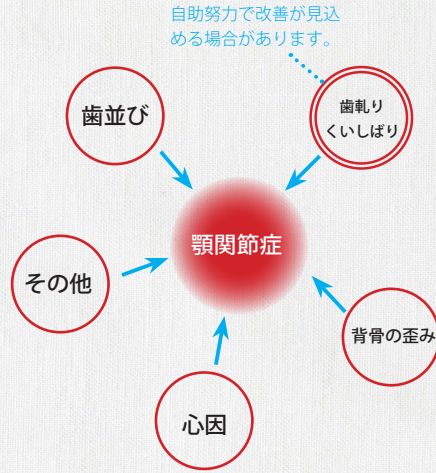 自助努力で改善が見込
める場合があります。
歯並び
歯軋り
くいしばり
顎関節症
その他
背骨の歪み
心因